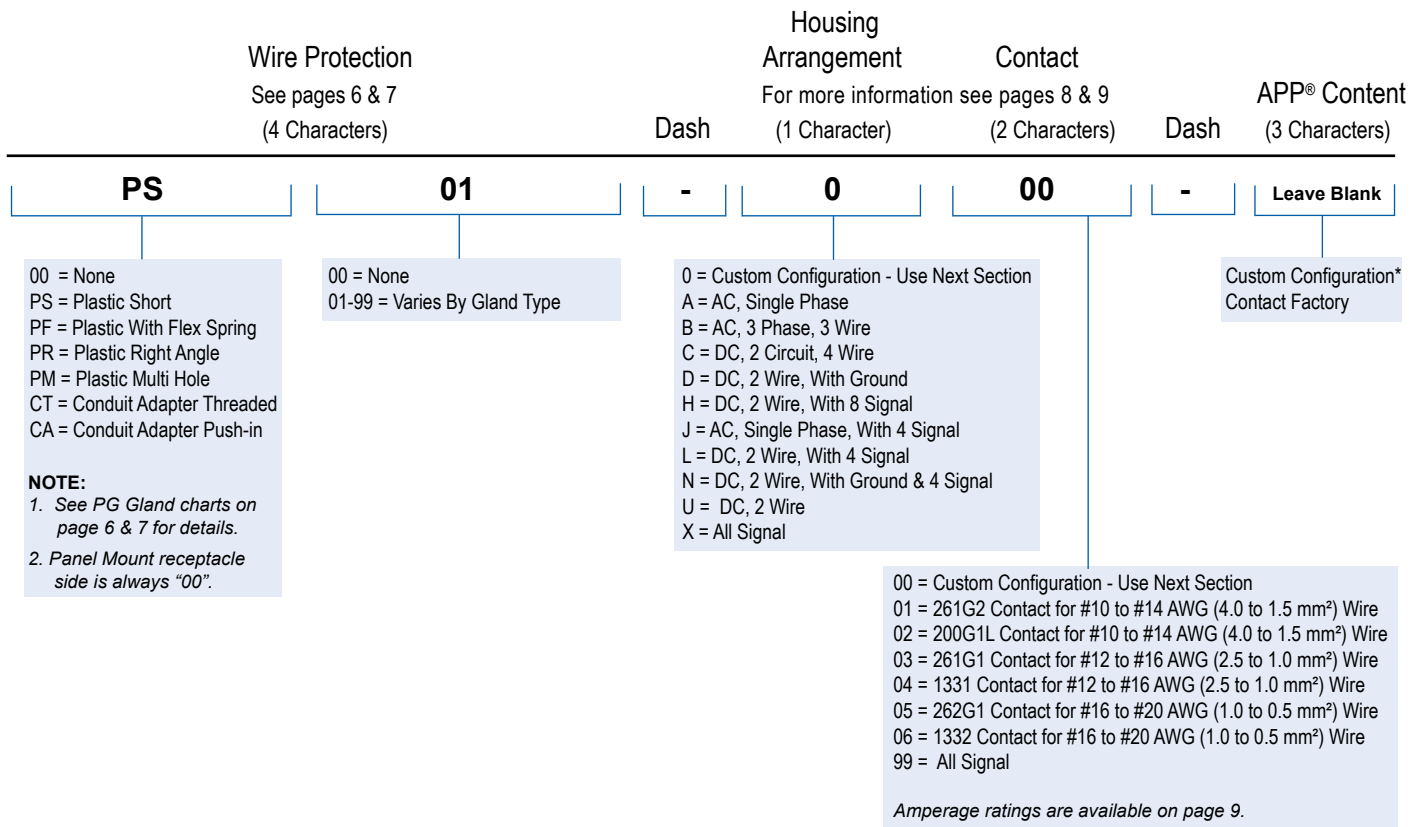 Wire Protection
See pages 6 & 7
(4 Characters)
Dash
Housing
Arrangement
Contact
For more information see pages 8 & 9
(1 Character)
(2 Characters)
Dash
APP® Content
(3 Characters)
PS
01
-
0
00
-
Leave Blank
00 = None
PS = Plastic Short
PF = Plastic With Flex Spring
PR = Plastic Right Angle
PM = Plastic Multi Hole
CT = Conduit Adapter Threaded
CA = Conduit Adapter Push-in
NOTE:
1. See PG Gland charts on
page 6 & 7 for details.
2. Panel Mount receptacle
side is always “00”.
00 = None
01-99 = Varies By Gland Type
0 = Custom Configuration - Use Next Section
A = AC, Single Phase
B = AC, 3 Phase, 3 Wire
C = DC, 2 Circuit, 4 Wire
D = DC, 2 Wire, With Ground
H = DC, 2 Wire, With 8 Signal
J = AC, Single Phase, With 4 Signal
L = DC, 2 Wire, With 4 Signal
N = DC, 2 Wire, With Ground & 4 Signal
U = DC, 2 Wire
X = All Signal
00 = Custom Configuration - Use Next Section
01 = 261G2 Contact for #10 to #14 AWG (4.0 to 1.5 mm²) Wire
02 = 200G1L Contact for #10 to #14 AWG (4.0 to 1.5 mm²) Wire
03 = 261G1 Contact for #12 to #16 AWG (2.5 to 1.0 mm²) Wire
04 = 1331 Contact for #12 to #16 AWG (2.5 to 1.0 mm²) Wire
05 = 262G1 Contact for #16 to #20 AWG (1.0 to 0.5 mm²) Wire
06 = 1332 Contact for #16 to #20 AWG (1.0 to 0.5 mm²) Wire
99 = All Signal
Amperage ratings are available on page 9.
Custom Configuration*
Contact Factory